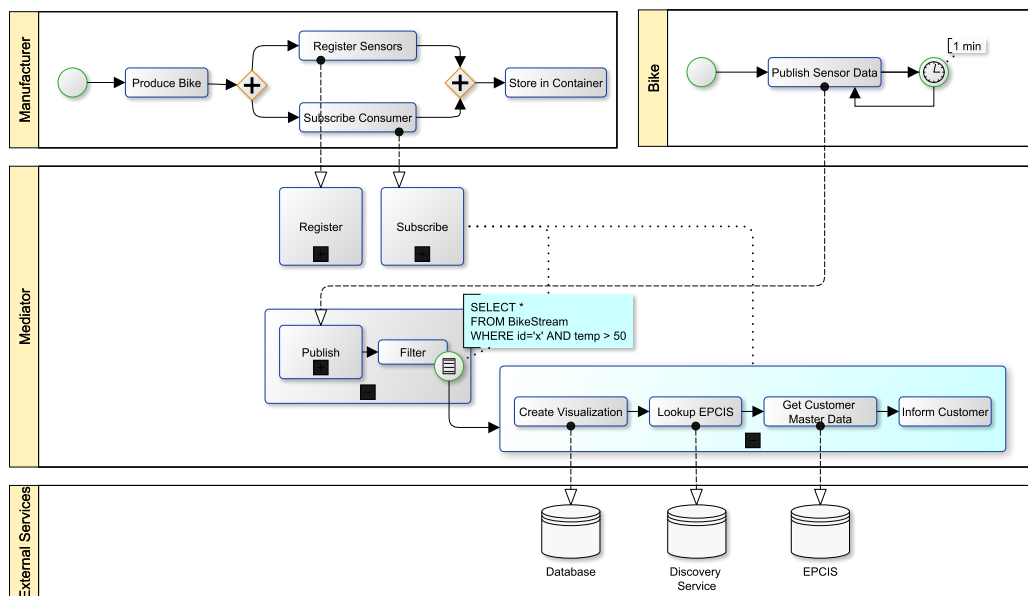 Manufacturer
Produce Bike
Register Sensors
Subscribe Consumer
Store in Container
Bike
Publish Sensor Data
1 min
Mediator
Register
Subscribe
SELECT *
FROM BikeStream
WHERE id='x' AND temp > 50
Publish
Filter
Create Visualization
Lookup EPCIS
Get Customer
Master Data
Inform Customer
External Services
Database
Discovery
Service
EPCIS